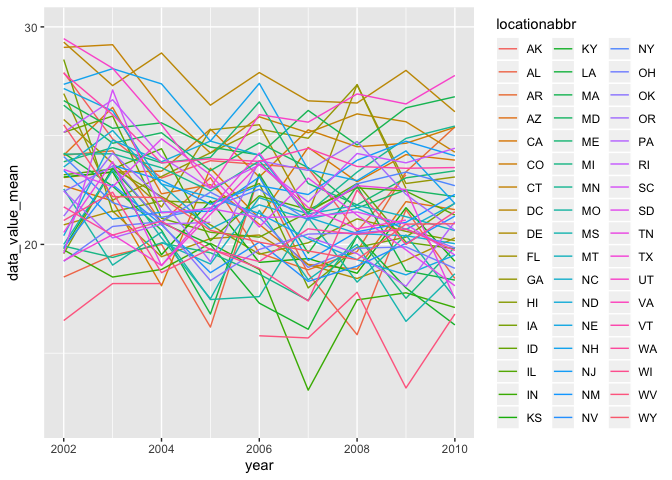 locationabbr
30
20
data_value_mean
2002
2004
2006
2008
2010
year
AK
AL
AR
AZ
CA
CO
CT
DC
DE
FL
GA
HI
IA
ID
IL
IN
KS
KY
LA
MA
MD
ME
MI
MN
MO
MS
MT
NC
ND
NE
NH
NJ
NM
NV
NY
OH
OK
OR
PA
RI
SC
SD
TN
TX
UT
VA
VT
WA
WI
WV
WY